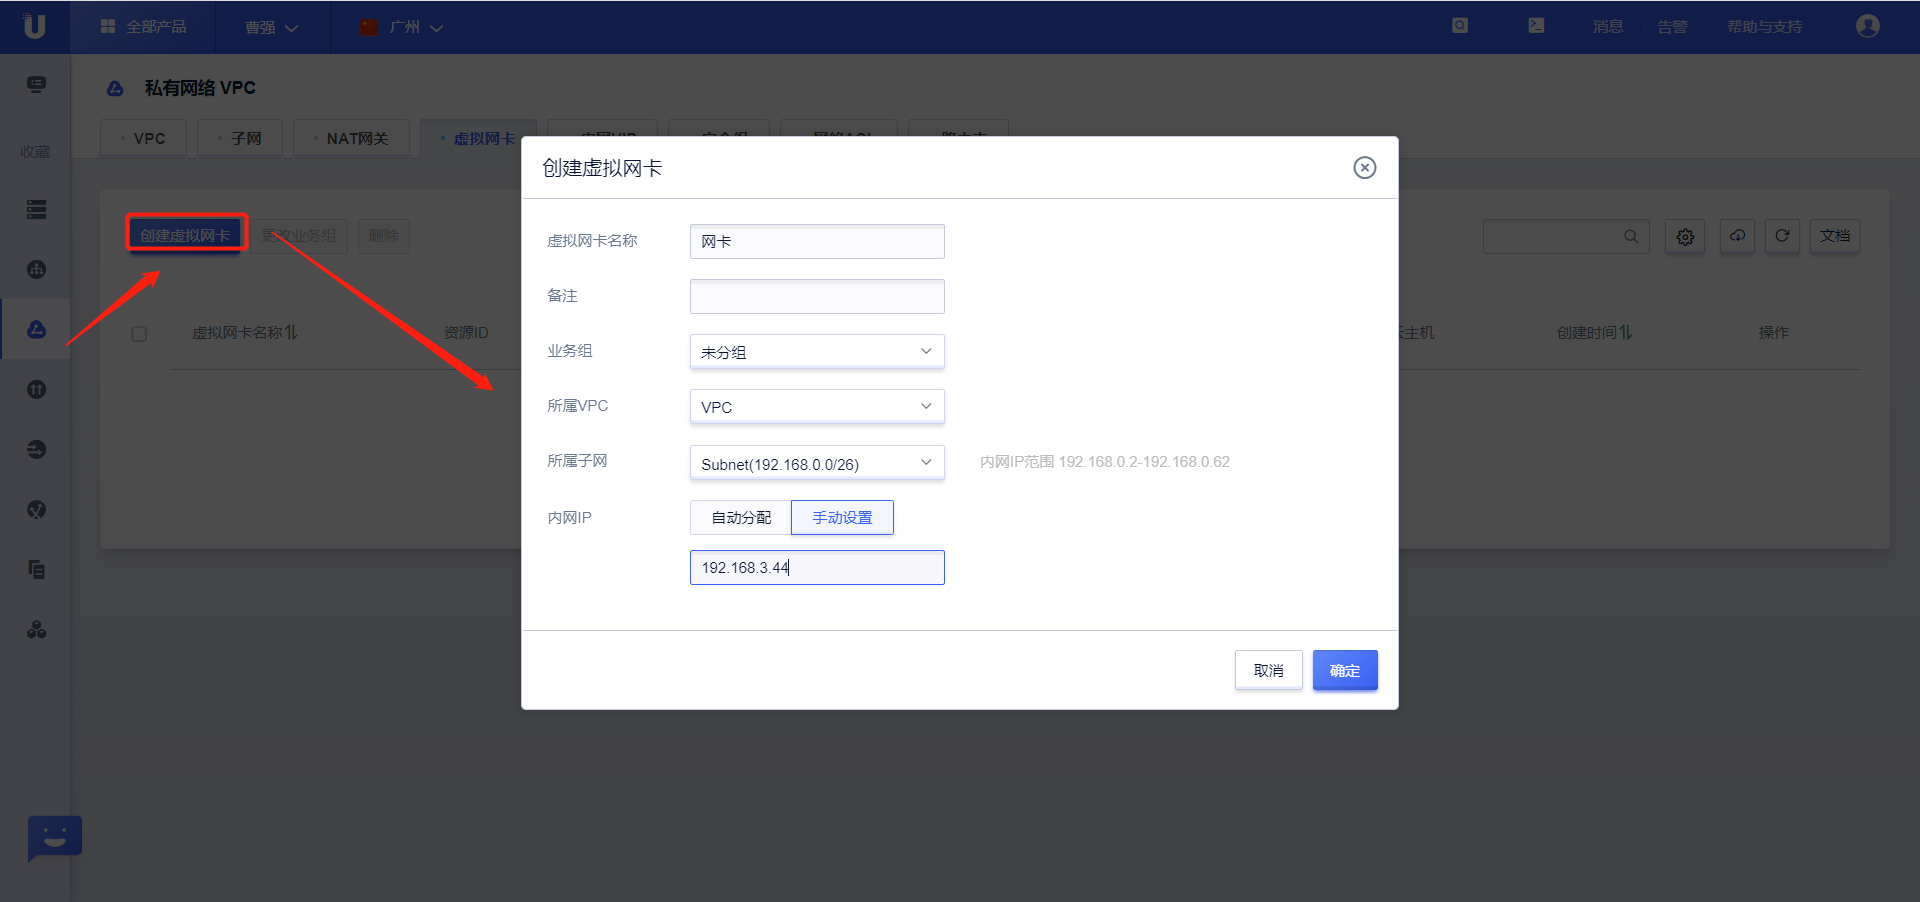 全部产品
曹强
广州
消息
告警
帮助与支持
私有网络 VPC
VPC
子网
NAT网关
虚拟网卡
收藏
创建虚拟网卡
更改业务组
删除
文档
虚拟网卡名称
资源ID
主机
创建时间
操作
创建虚拟网卡
虚拟网卡名称
网卡
备注
业务组
未分组
所属VPC
VPC
所属子网
Subnet(192.168.0.0/26)
内网IP范围 192.168.0.2-192.168.0.62
内网IP
自动分配
手动设置
192.168.3.44
取消
确定